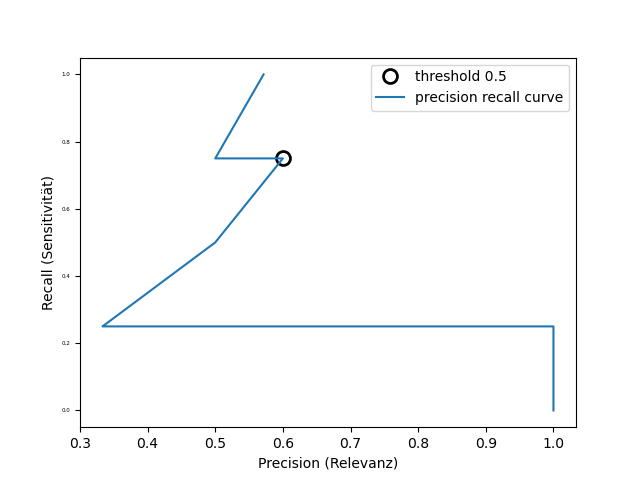 threshold 0.5
precision recall curve
1.0
0.8
0.6
0.4
0.2
0.0
Recall (Sensitivität)
0.3 0.4 0.5 0.6 0.7 0.8 0.9 1.0
Precision (Relevanz)